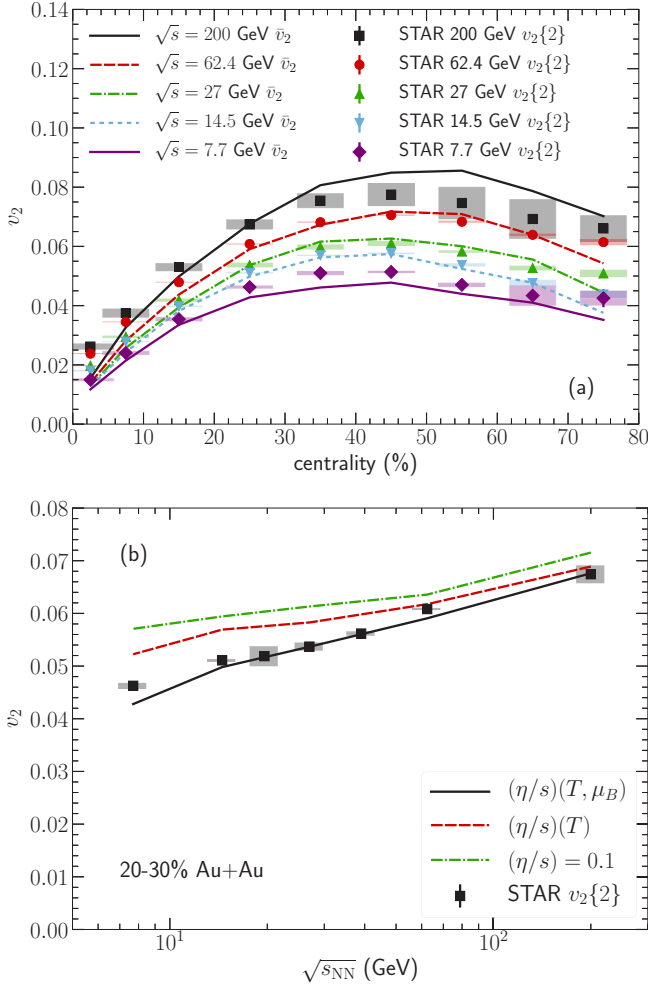 0.14
0.12
0.10
0.08
0.06
0.04
0.02
0.00
v₂
√s = 200 GeV v̄₂
√s = 62.4 GeV v̄₂
√s = 27 GeV v̄₂
√s = 14.5 GeV v̄₂
√s = 7.7 GeV v̄₂
STAR 200 GeV v₂{2}
STAR 62.4 GeV v₂{2}
STAR 27 GeV v₂{2}
STAR 14.5 GeV v₂{2}
STAR 7.7 GeV v₂{2}
(a)
0 10 20 30 40 50 60 70 80
centrality (%)
0.08
0.07
0.06
0.05
0.04
0.03
0.02
0.01
0.00
v₂
(b)
(η/s)(T, μ_B)
(η/s)(T)
(η/s) = 0.1
STAR v₂{2}
20-30% Au+Au
10¹ 10²
√s_NN (GeV)